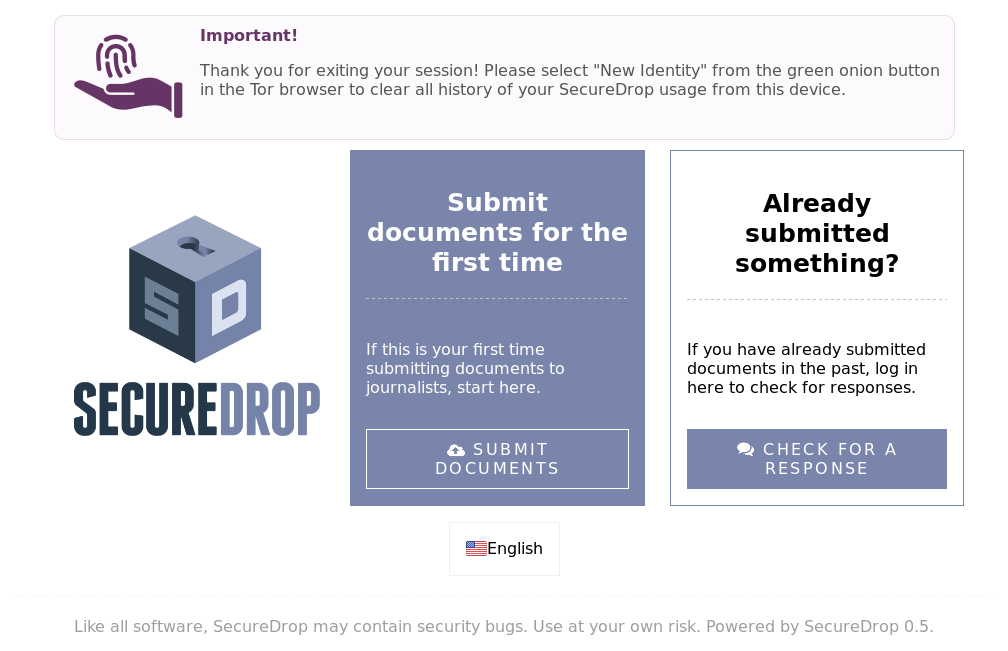 Important!
Thank you for exiting your session! Please select "New Identity" from the green onion button
in the Tor browser to clear all history of your SecureDrop usage from this device.
S D
SECUREDROP
Submit
documents for the
first time
If this is your first time
submitting documents to
journalists, start here.
SUBMIT
DOCUMENTS
Already
submitted
something?
If you have already submitted
documents in the past, log in
here to check for responses.
CHECK FOR A
RESPONSE
English
Like all software, SecureDrop may contain security bugs. Use at your own risk. Powered by SecureDrop 0.5.